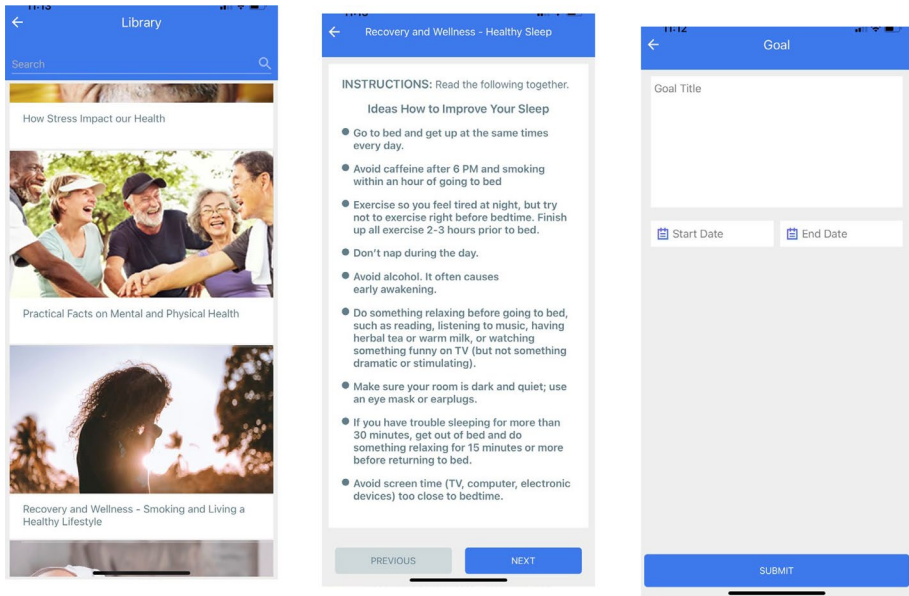 11:13
Library
Search
How Stress Impact our Health
Practical Facts on Mental and Physical Health
Recovery and Wellness - Smoking and Living a
Healthy Lifestyle
Recovery and Wellness - Healthy Sleep
INSTRUCTIONS: Read the following together.
Ideas How to Improve Your Sleep
Go to bed and get up at the same times
every day.
Avoid caffeine after 6 PM and smoking
within an hour of going to bed
Exercise so you feel tired at night, but try
not to exercise right before bedtime. Finish
up all exercise 2-3 hours prior to bed.
Don't nap during the day.
Avoid alcohol. It often causes
early awakening.
Do something relaxing before going to bed,
such as reading, listening to music, having
herbal tea or warm milk, or watching
something funny on TV (but not something
dramatic or stimulating).
Make sure your room is dark and quiet; use
an eye mask or earplugs.
If you have trouble sleeping for more than
30 minutes, get out of bed and do
something relaxing for 15 minutes or more
before returning to bed.
Avoid screen time (TV, computer, electronic
devices) too close to bedtime.
PREVIOUS
NEXT
11:12
Goal
Goal Title
Start Date
End Date
SUBMIT